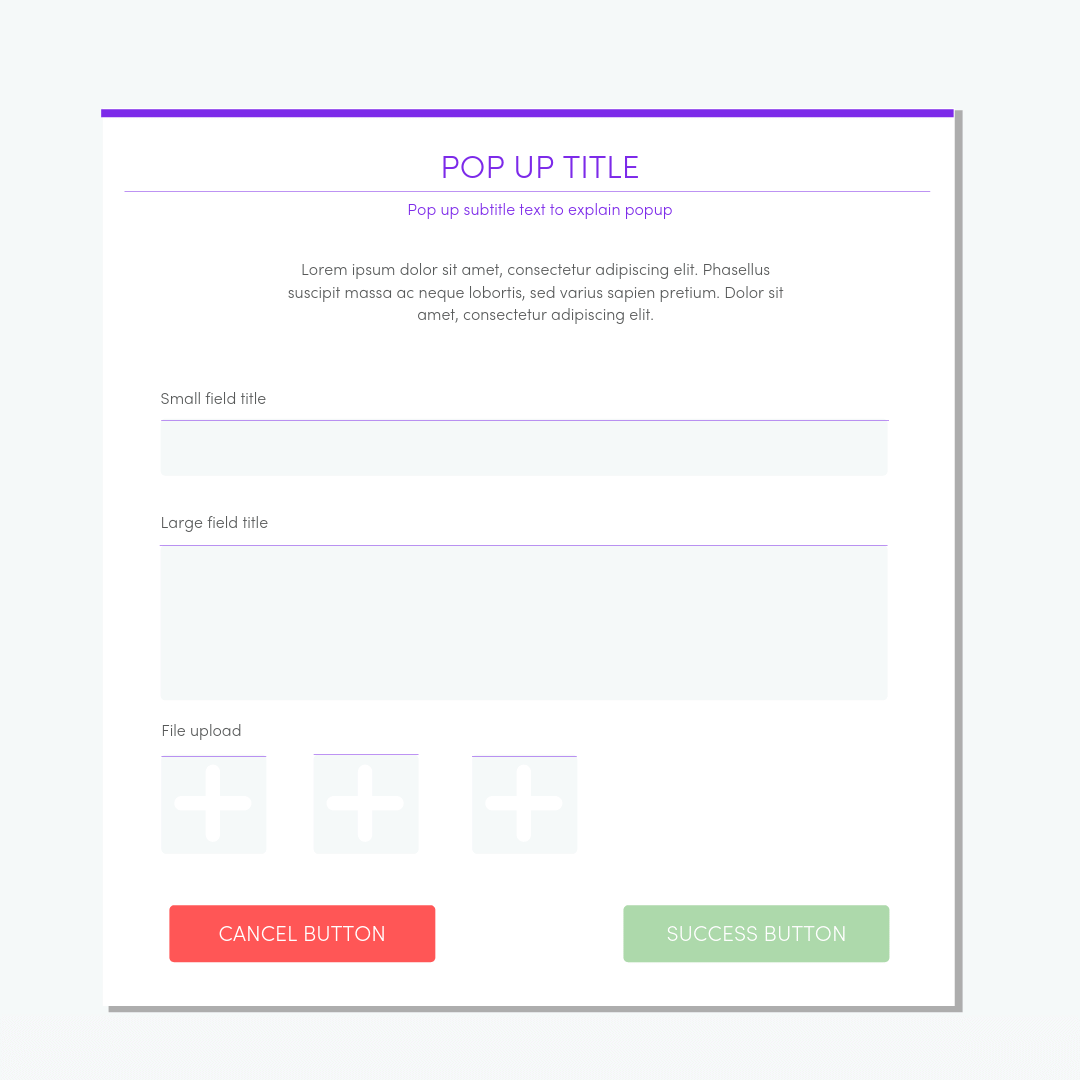 POP UP TITLE
Pop up subtitle text to explain popup
Lorem ipsum dolor sit amet, consectetur adipiscing elit. Phasellus
suscipit massa ac neque lobortis, sed varius sapien pretium. Dolor sit
amet, consectetur adipiscing elit.
Small field title
Large field title
File upload
CANCEL BUTTON
SUCCESS BUTTON